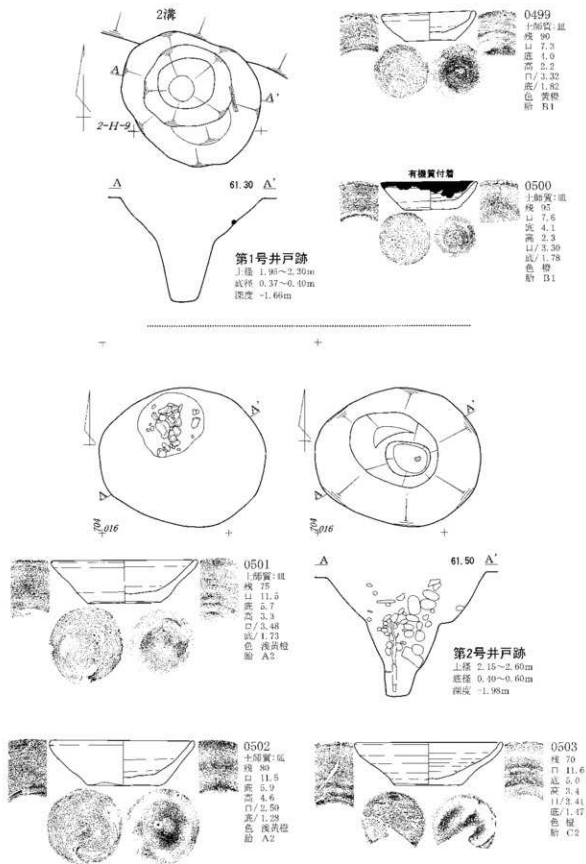 2溝
A
A'
2-H-9
A
61.30 A'
第1号井戸跡
上径 1.95~2.30m
底径 0.37~0.40m
深度 -1.66m
0499
土師質:皿
残 90
口 7.3
底 4.0
高 2.2
口/3.32
底/1.82
色 黄橙
胎 B1
有機質付着
0500
土師質:皿
残 95
口 7.6
底 4.1
高 2.3
口/3.30
底/1.78
色 橙
胎 B1
A'
A
704
016
A'
A
704
016
0501
土師質:皿
残 75
口 11.5
底 5.7
高 3.3
口/3.48
底/1.73
色 浅黄橙
胎 A2
A
61.50 A'
第2号井戸跡
上径 2.15~2.60m
底径 0.40~0.60m
深度 -1.98m
0502
土師質:皿
残 80
口 11.5
底 5.9
高 4.6
口/2.50
底/1.28
色 浅黄橙
胎 A2
0503
残 70
口 11.6
底 5.0
高 3.4
口/3.41
底/1.47
色 橙
胎 C2